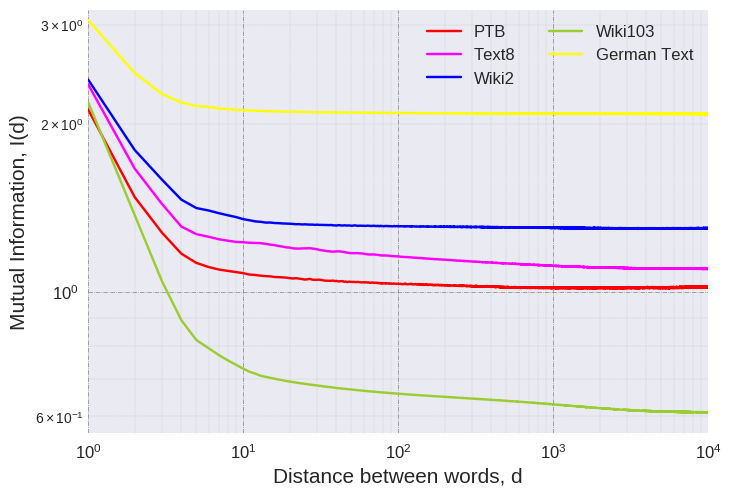 3×10⁰
2×10⁰
10⁰
6×10⁻¹
Mutual Information, I(d)
PTB
Text8
Wiki2
Wiki103
German Text
10⁰ 10¹ 10² 10³ 10⁴
Distance between words, d